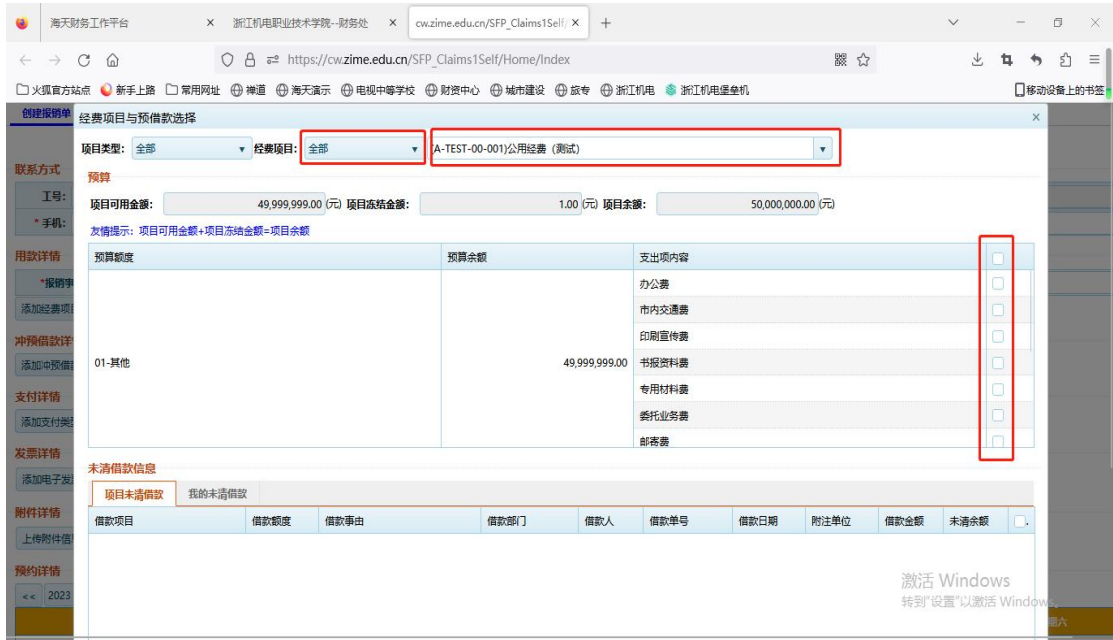 海天财务工作平台 × 浙江机电职业技术学院--财务处 × cw.zime.edu.cn/SFP_Claims1Self/ × +
https://cw.zime.edu.cn/SFP_Claims1Self/Home/Index
火狐官方站点 新手上路 常用网址 禅道 海天演示 电视中等学校 财资中心 城市建设 旅专 浙江机电 浙江机电堡垒机 移动设备上的书签
创建报销单 经费项目与预借款选择 ×
项目类型: 全部 经费项目: 全部 (A-TEST-00-001)公用经费（测试）
联系方式
预算
工号:
项目可用金额: 49,999,999.00 (元) 项目冻结金额: 1.00 (元) 项目余额: 50,000,000.00 (元)
* 手机:
友情提示：项目可用金额+项目冻结金额=项目余额
用款详情
预算额度 预算余额 支出项内容
*报销事
办公费
添加经费项目
市内交通费
冲预借款详
印刷宣传费
添加冲预借款
01-其他 49,999,999.00 书报资料费
专用材料费
支付详情
添加支付类型
委托业务费
邮寄费
发票详情
未清借款信息
添加电子发
项目未清借款 我的未清借款
附件详情
借款项目 借款额度 借款事由 借款部门 借款人 借款单号 借款日期 附注单位 借款金额 未清余额
上传附件信
预约详情
激活 Windows
<< 2023
转到"设置"以激活 Windows。
期六